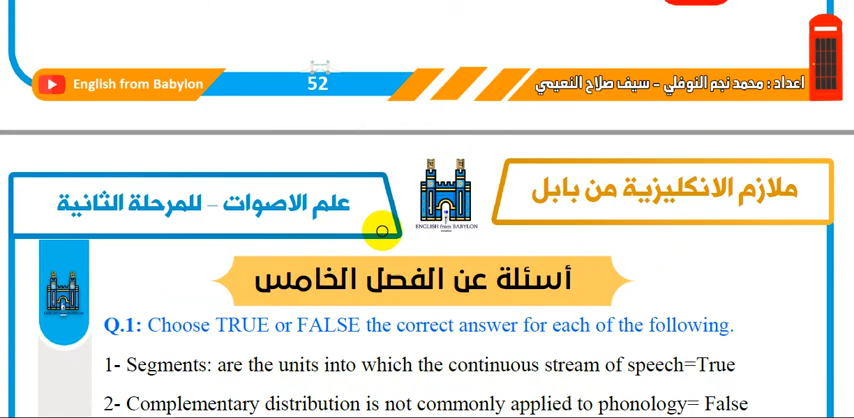 English from Babylon
52
اعداد : محمد نجم النوفلي - سيف صلاح النعيمي
ملازم الانكليزية من بابل
ENGLISH from BABYLON
علم الاصوات - للمرحلة الثانية
أسئلة عن الفصل الخامس
Q.1: Choose TRUE or FALSE the correct answer for each of the following.
1- Segments: are the units into which the continuous stream of speech=True
2- Complementary distribution is not commonly applied to phonology= False